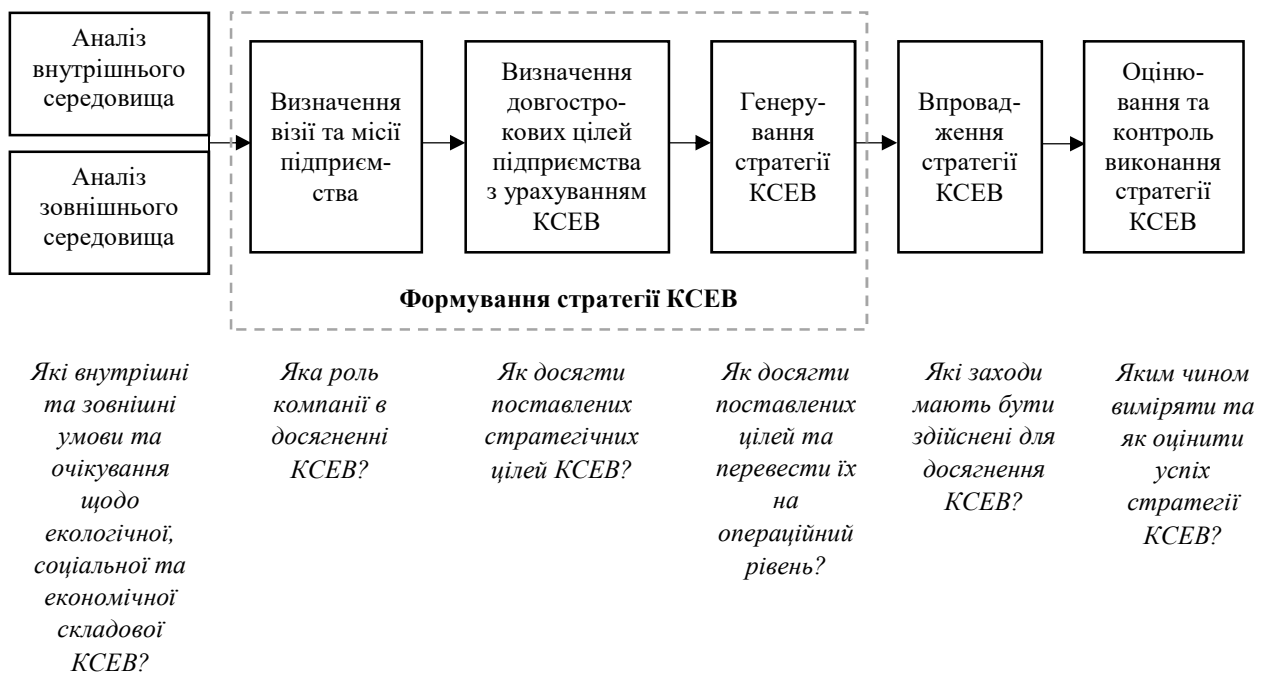 Аналіз
внутрішнього
середовища
Аналіз
зовнішнього
середовища
Визначення
візії та місії
підприєм-
ства
Визначення
довгостро-
кових цілей
підприємства
з урахуванням
КСЕВ
Генеру-
вання
стратегії
КСЕВ
Впровад-
ження
стратегії
КСЕВ
Оціню-
вання та
контроль
виконання
стратегії
КСЕВ
Формування стратегії КСЕВ
Які внутрішні
та зовнішні
умови та
очікування
щодо
екологічної,
соціальної та
економічної
складової
КСЕВ?
Яка роль
компанії в
досягненні
КСЕВ?
Як досягти
поставлених
стратегічних
цілей КСЕВ?
Як досягти
поставлених
цілей та
перевести їх
на
операційний
рівень?
Які заходи
мають бути
здійснені для
досягнення
КСЕВ?
Яким чином
виміряти та
як оцінити
успіх
стратегії
КСЕВ?